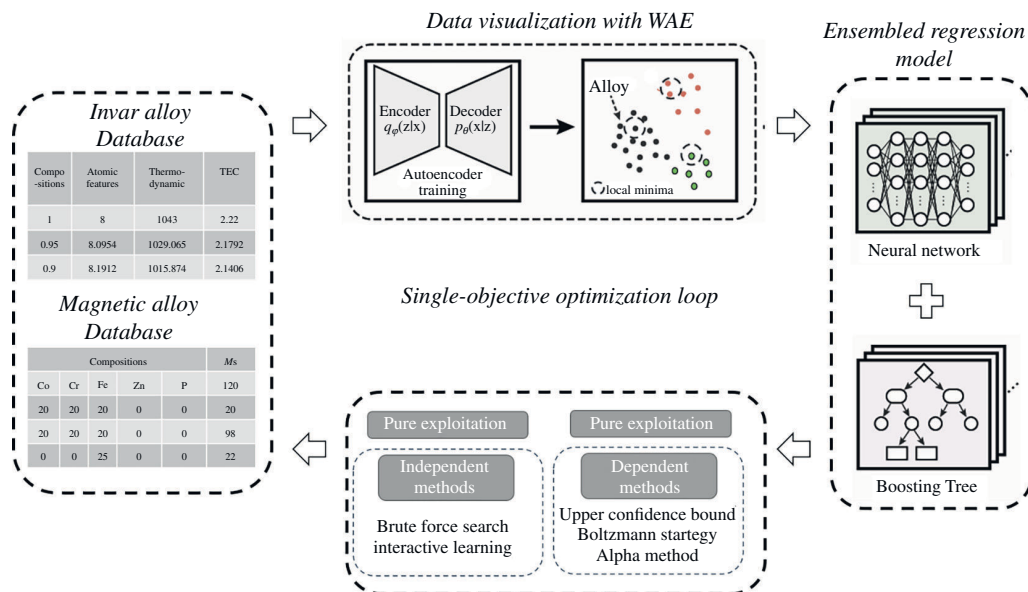 Data visualization with WAE
Ensembled regression
model
Invar alloy
Database
Compo
-sitions
Atomic
features
Thermo-
dynamic
TEC
1 8 1043 2.22
0.95 8.0954 1029.065 2.1792
0.9 8.1912 1015.874 2.1406
Magnetic alloy
Database
Compositions Ms
Co Cr Fe Zn P 120
20 20 20 0 0 20
20 20 20 0 0 98
0 0 25 0 0 22
Encoder
qφ(z|x)
Decoder
pθ(x|z)
Autoencoder
training
Alloy
local minima
Neural network
Boosting Tree
Single-objective optimization loop
Pure exploitation
Independent
methods
Brute force search
interactive learning
Pure exploitation
Dependent
methods
Upper confidence bound
Boltzmann startegy
Alpha method